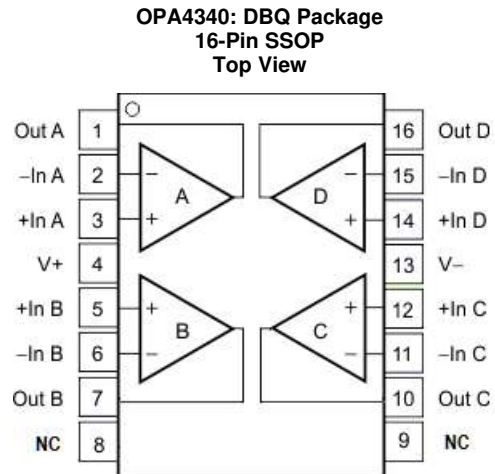 OPA4340: DBQ Package
16-Pin SSOP
Top View
Out A 1 16 Out D
–In A 2 – – 15 –In D
A D
+In A 3 + + 14 +In D
V+ 4 13 V–
+In B 5 + + 12 +In C
B C
–In B 6 – – 11 –In C
Out B 7 10 Out C
NC 8 9 NC